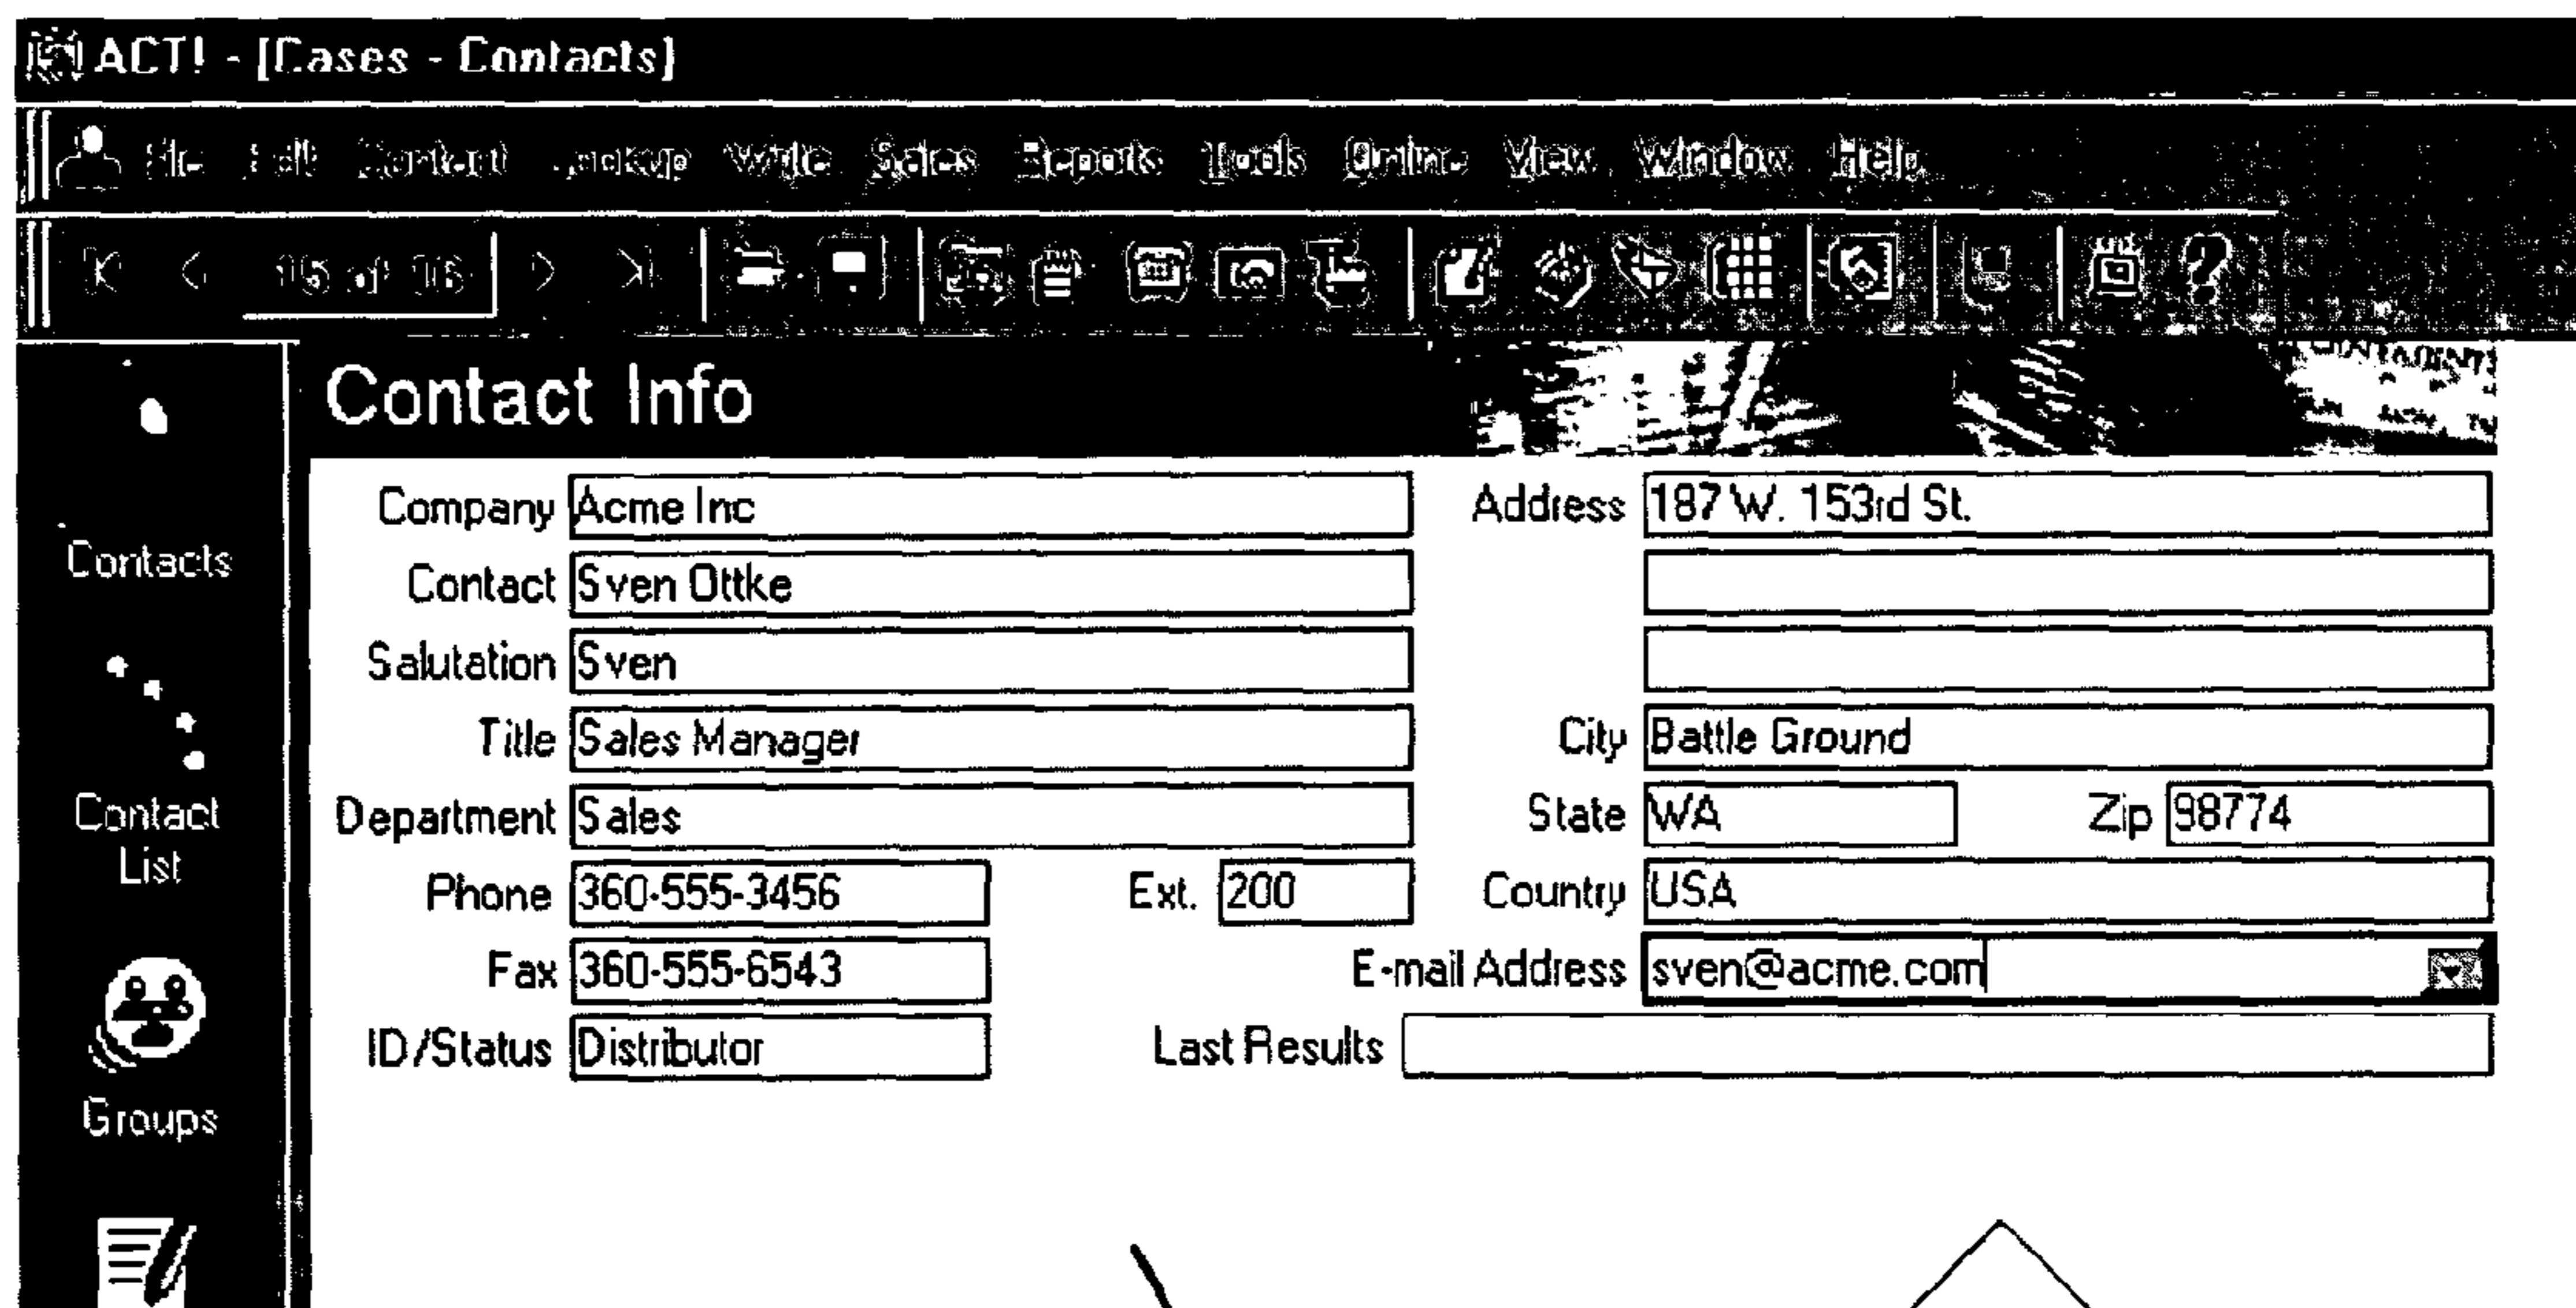 ACT! - [Cases - Contacts]
File Edit Contact Lookup Write Sales Reports Tools Online View Window Help
15 of 16
Contact Info
Contacts
Contact
List
Groups
Company Acme Inc
Contact Sven Ottke
Salutation Sven
Title Sales Manager
Department Sales
Phone 360-555-3456 Ext. 200
Fax 360-555-6543
ID/Status Distributor
Address 187 W. 153rd St.
City Battle Ground
State WA Zip 98774
Country USA
E-mail Address sven@acme.com
Last Results